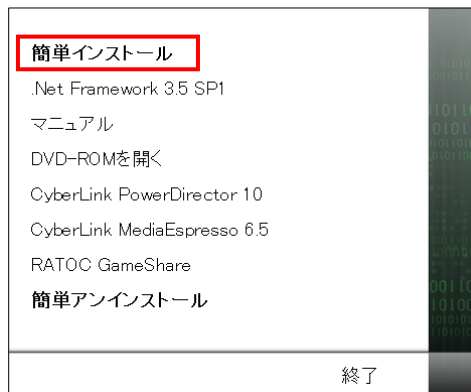 簡単インストール
.Net Framework 3.5 SP1
マニュアル
DVD-ROMを開く
CyberLink PowerDirector 10
CyberLink MediaEspresso 6.5
RATOC GameShare
簡単アンインストール
終了